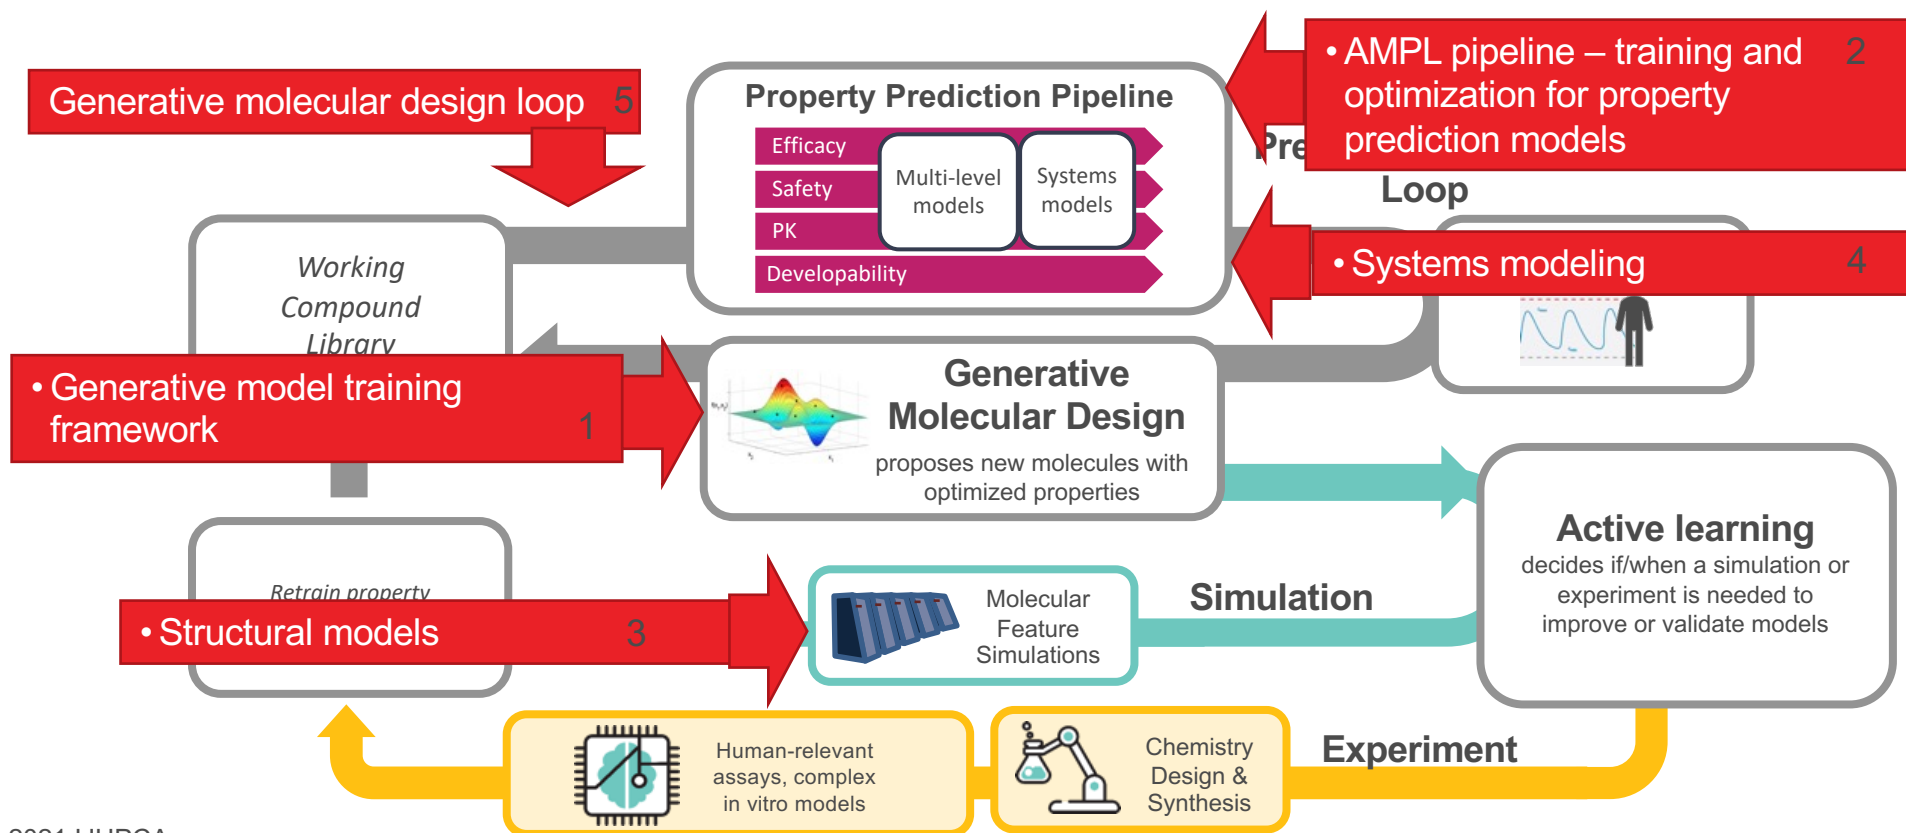 Generative molecular design loop 5
Property Prediction Pipeline
Efficacy
Safety
PK
Developability
Multi-level
models
Systems
models
• AMPL pipeline – training and 2
optimization for property
prediction models
Loop
• Systems modeling 4
Working
Compound
Library
• Generative model training
framework 1
Generative
Molecular Design
proposes new molecules with
optimized properties
Active learning
decides if/when a simulation or
experiment is needed to
improve or validate models
Retrain property
• Structural models 3
Molecular
Feature
Simulations
Simulation
Human-relevant
assays, complex
in vitro models
Chemistry
Design &
Synthesis
Experiment